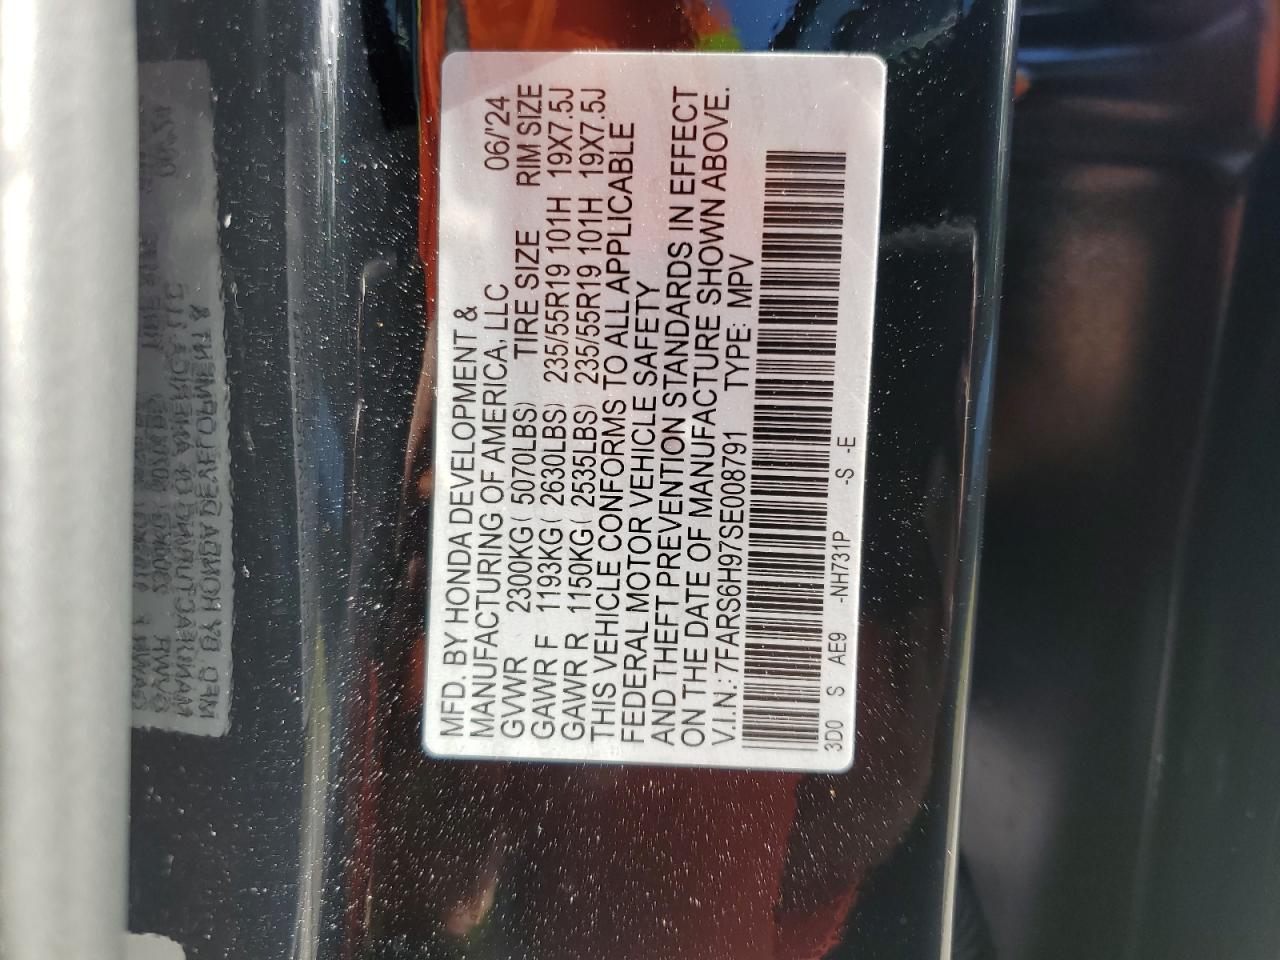 MFD. BY HONDA DEVELOPMENT &
MANUFACTURING OF AMERICA, LLC 06/'24
GVWR 2300KG ( 5070LBS) TIRE SIZE RIM SIZE
GAWR F 1193KG ( 2630LBS) 235/55R19 101H 19X7.5J
GAWR R 1150KG ( 2535LBS) 235/55R19 101H 19X7.5J
THIS VEHICLE CONFORMS TO ALL APPLICABLE
FEDERAL MOTOR VEHICLE SAFETY
AND THEFT PREVENTION STANDARDS IN EFFECT
ON THE DATE OF MANUFACTURE SHOWN ABOVE.
V.I.N.: 7FARS6H97SE008791 TYPE: MPV
3D0 S AE9 -NH731P -S -E